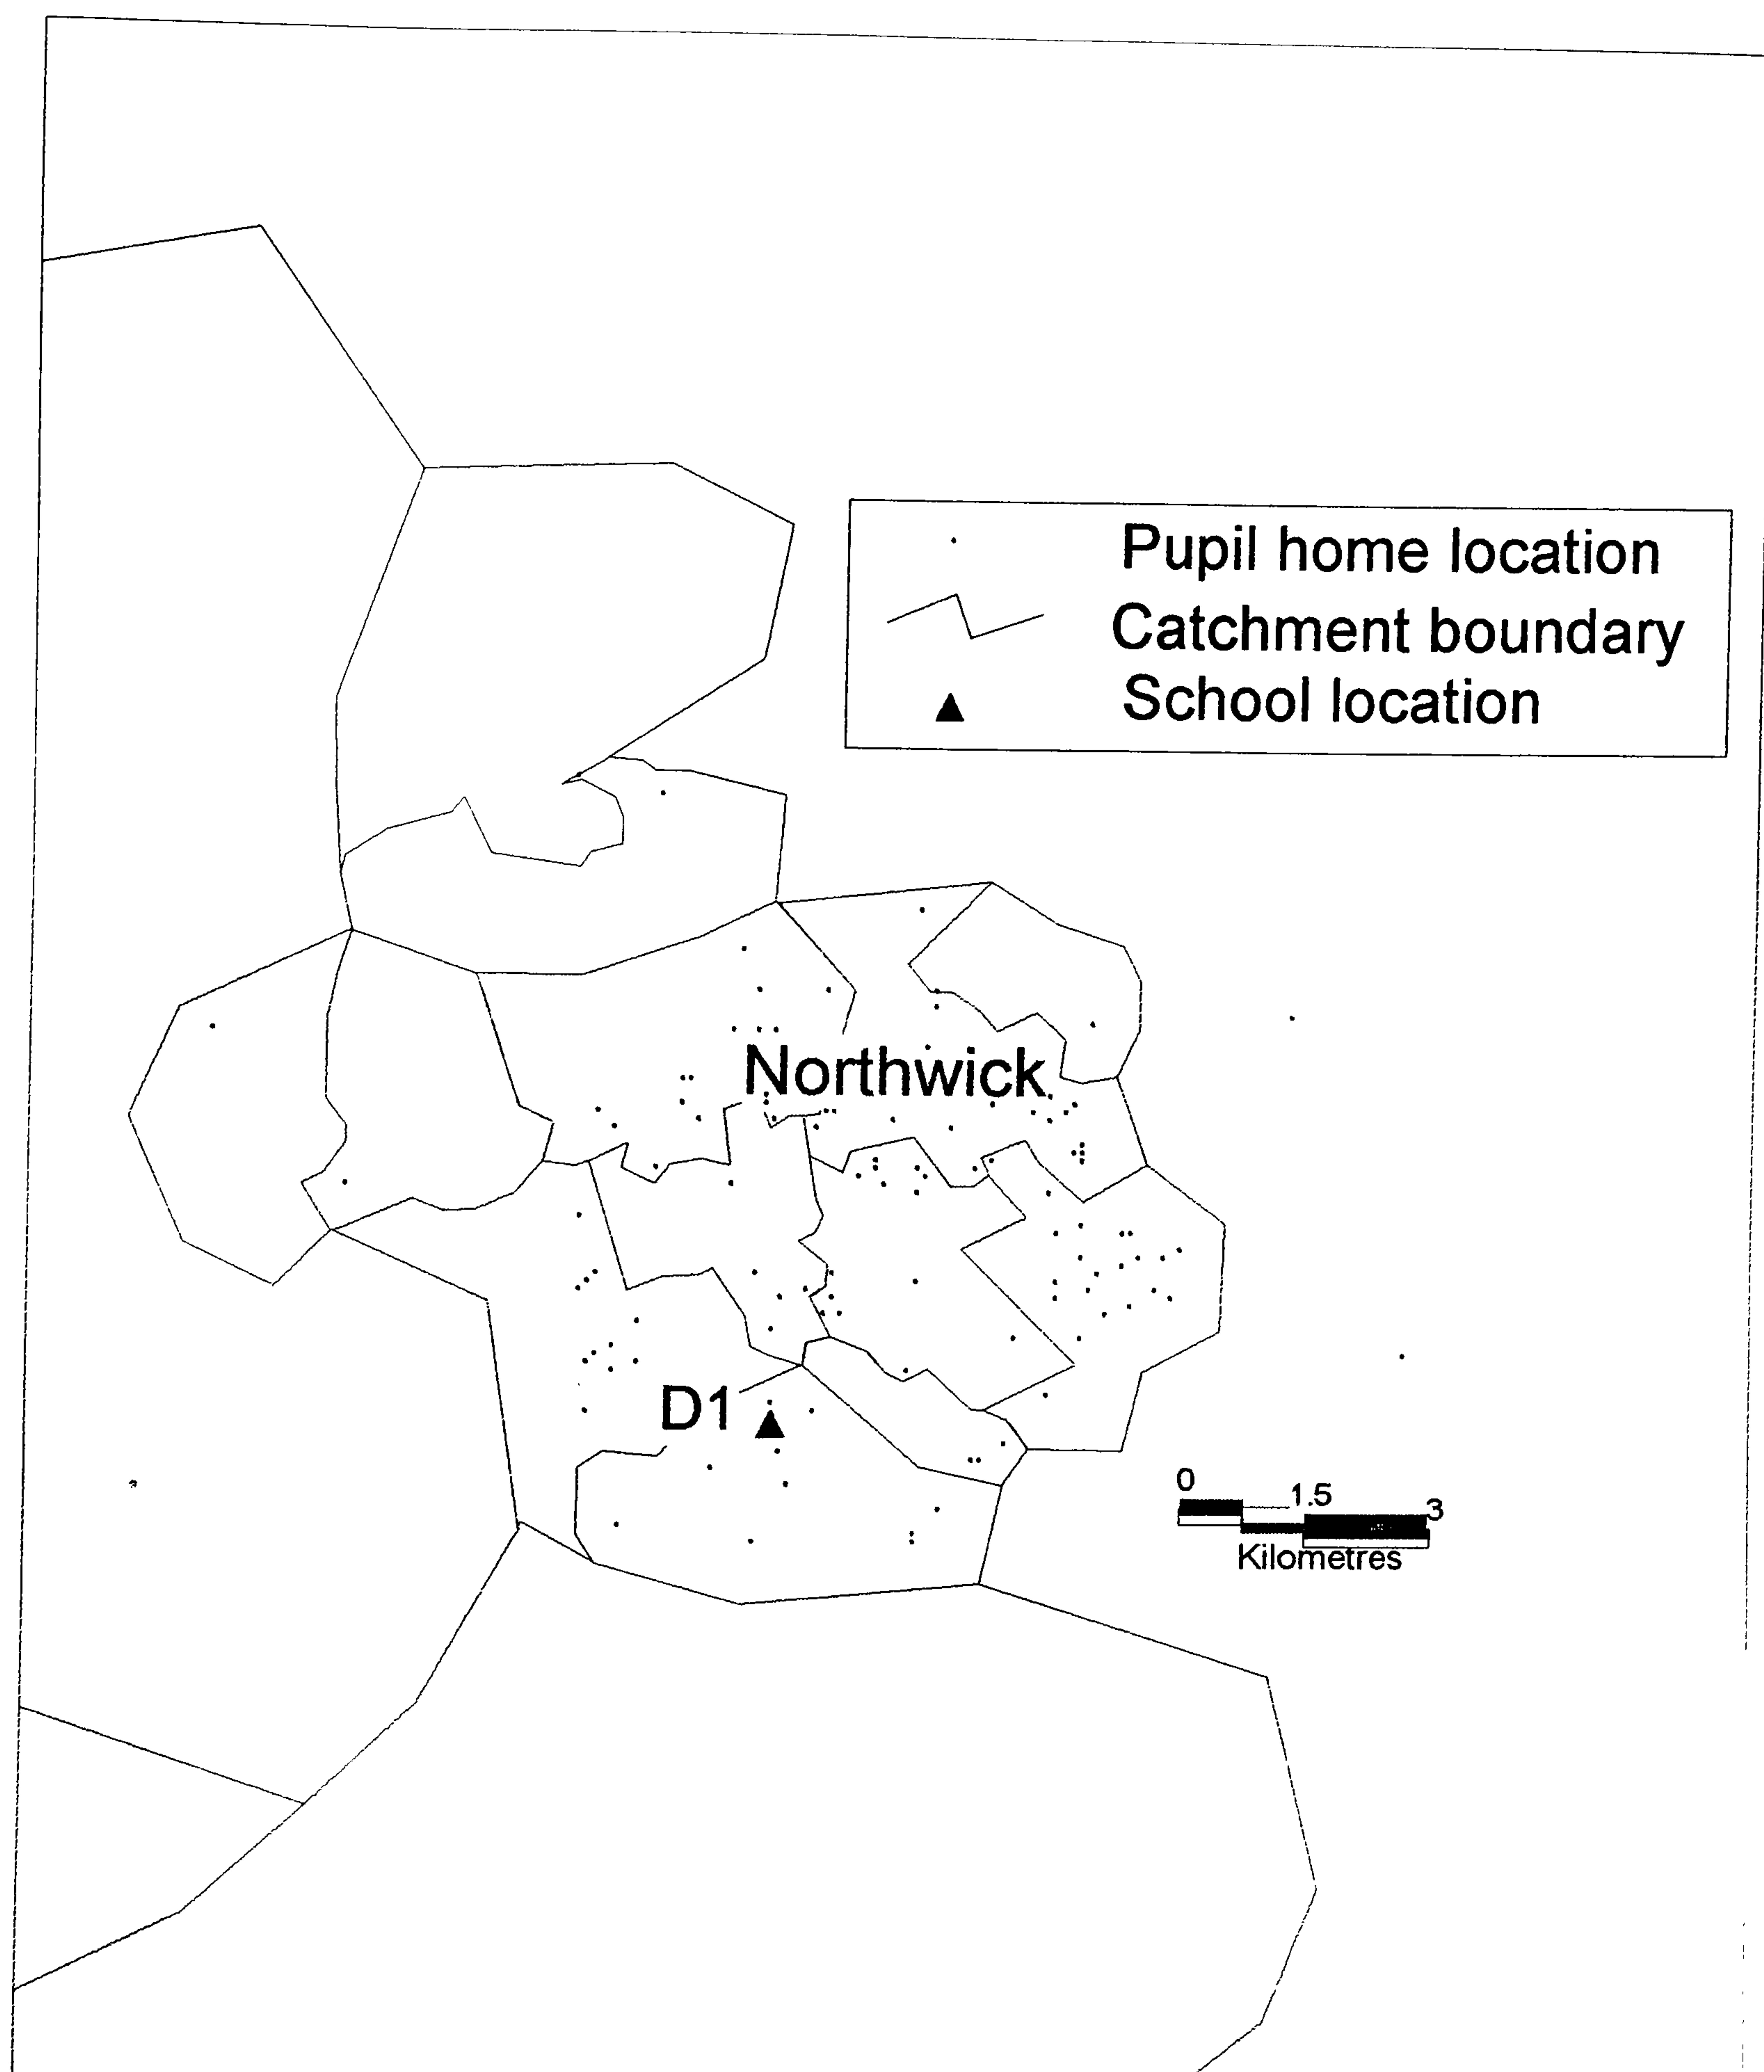 Pupil home location
Catchment boundary
School location
Northwick
D1
0 1.5 3
Kilometres